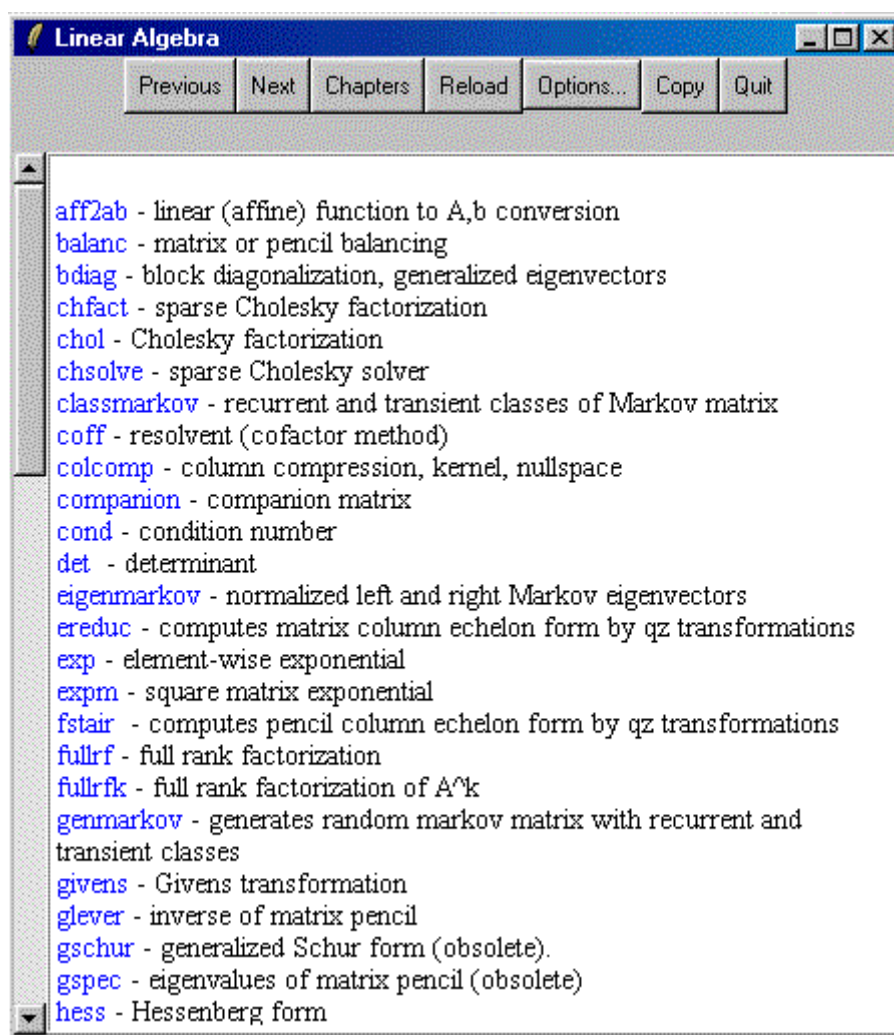 Linear Algebra
Previous Next Chapters Reload Options... Copy Quit
aff2ab - linear (affine) function to A,b conversion
balanc - matrix or pencil balancing
bdiag - block diagonalization, generalized eigenvectors
chfact - sparse Cholesky factorization
chol - Cholesky factorization
chsolve - sparse Cholesky solver
classmarkov - recurrent and transient classes of Markov matrix
coff - resolvent (cofactor method)
colcomp - column compression, kernel, nullspace
companion - companion matrix
cond - condition number
det - determinant
eigenmarkov - normalized left and right Markov eigenvectors
ereduc - computes matrix column echelon form by qz transformations
exp - element-wise exponential
expm - square matrix exponential
fstair - computes pencil column echelon form by qz transformations
fullrf - full rank factorization
fullrfk - full rank factorization of A^k
genmarkov - generates random markov matrix with recurrent and
transient classes
givens - Givens transformation
glever - inverse of matrix pencil
gschur - generalized Schur form (obsolete).
gspec - eigenvalues of matrix pencil (obsolete)
hess - Hessenberg form